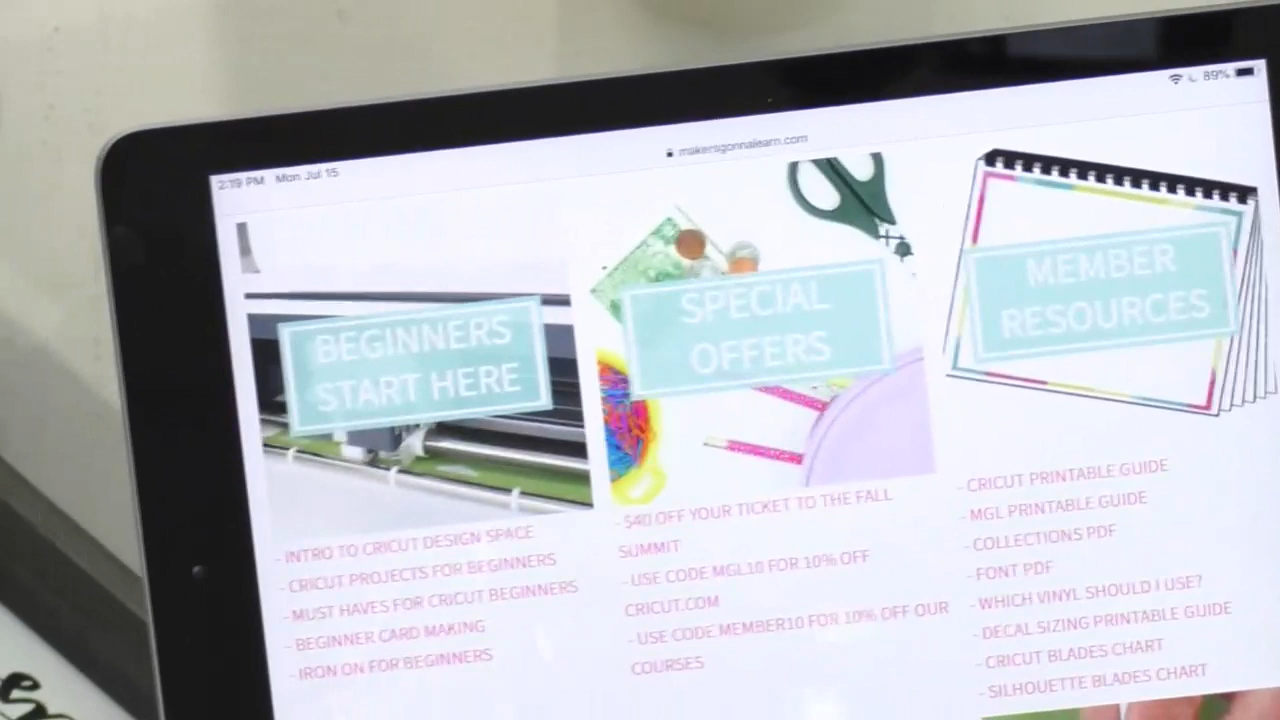 2:19 PM Mon Jul 15
89%
makersgonnalearn.com
BEGINNERS
START HERE
- INTRO TO CRICUT DESIGN SPACE
- CRICUT PROJECTS FOR BEGINNERS
- MUST HAVES FOR CRICUT BEGINNERS
- BEGINNER CARD MAKING
- IRON ON FOR BEGINNERS
SPECIAL
OFFERS
- $40 OFF YOUR TICKET TO THE FALL
SUMMIT
- USE CODE MGL10 FOR 10% OFF
CRICUT.COM
- USE CODE MEMBER10 FOR 10% OFF OUR
COURSES
MEMBER
RESOURCES
- CRICUT PRINTABLE GUIDE
- MGL PRINTABLE GUIDE
- COLLECTIONS PDF
- FONT PDF
- WHICH VINYL SHOULD I USE?
- DECAL SIZING PRINTABLE GUIDE
- CRICUT BLADES CHART
- SILHOUETTE BLADES CHART